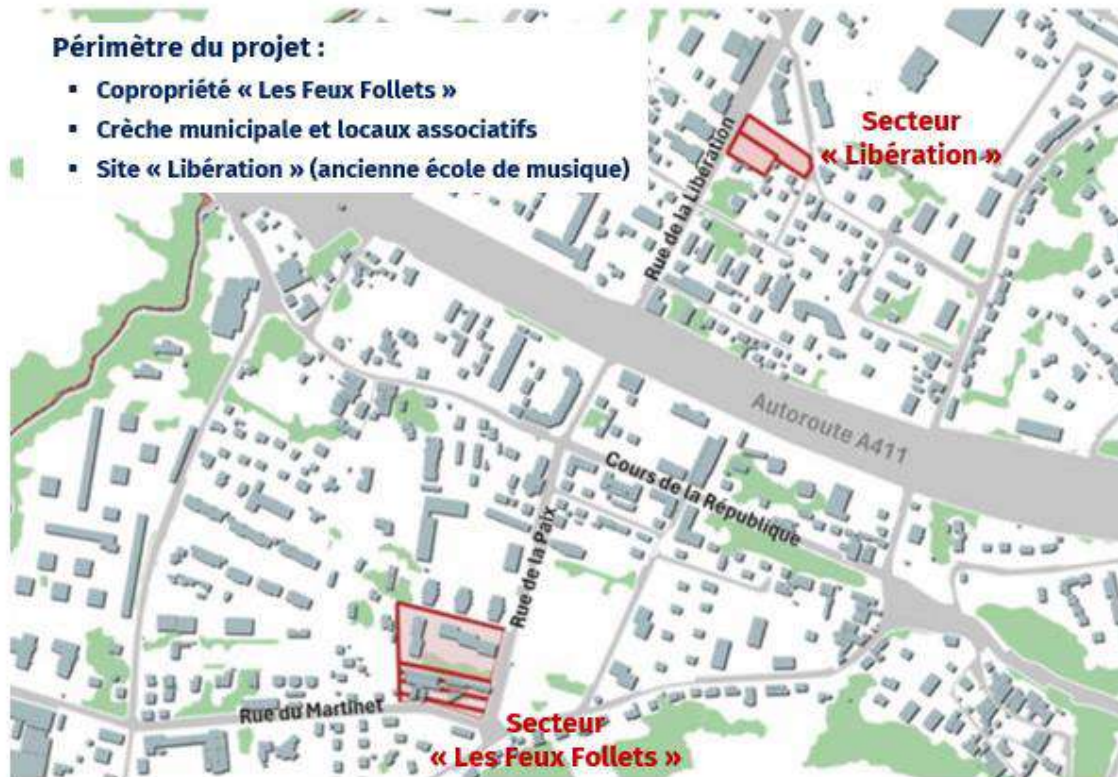 Périmètre du projet :
▪ Copropriété « Les Feux Follets »
▪ Crèche municipale et locaux associatifs
▪ Site « Libération » (ancienne école de musique)
Secteur
« Libération »
Rue de la Libération
Autoroute A411
Cours de la République
Rue de la Paix
Rue du Martinet
Secteur
« Les Feux Follets »